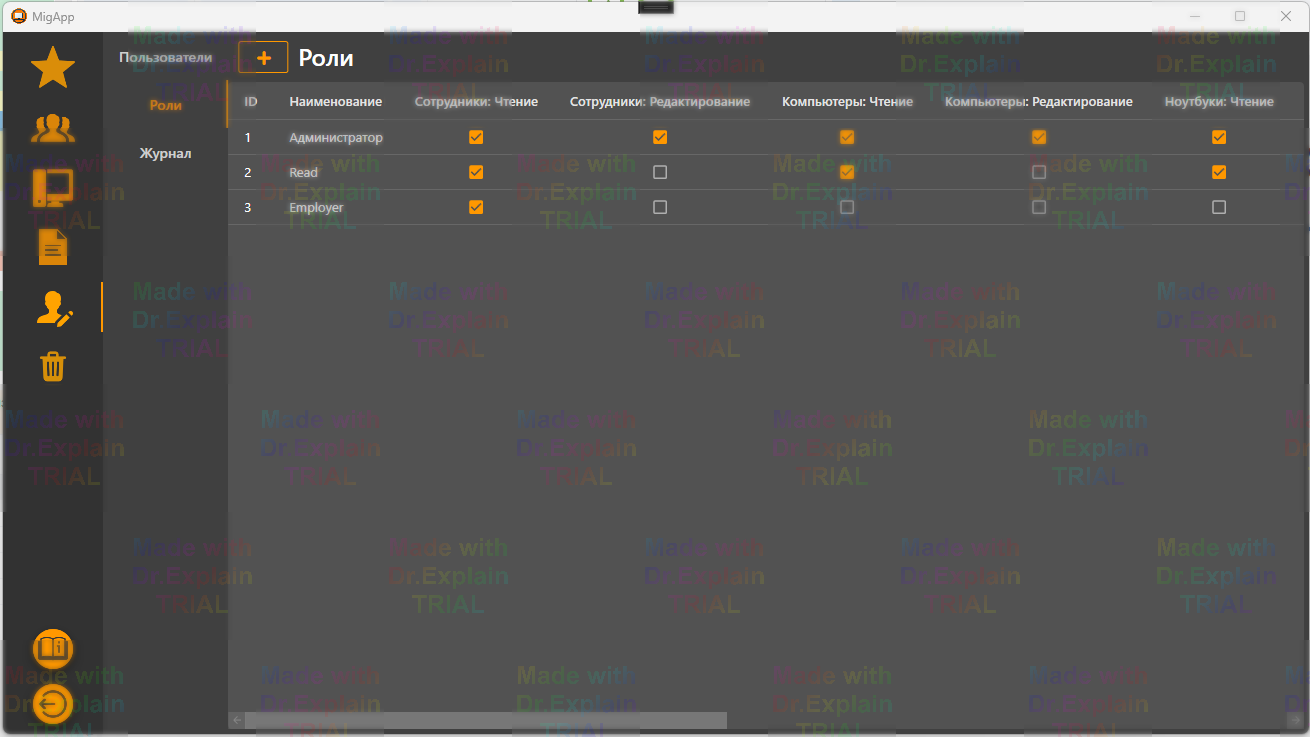 MigApp
Пользователи
Роли
Журнал
+ Роли
ID Наименование Сотрудники: Чтение Сотрудники: Редактирование Компьютеры: Чтение Компьютеры: Редактирование Ноутбуки: Чтение
1 Администратор
2 Read
3 Employer
Made with
Dr.Explain
TRIAL